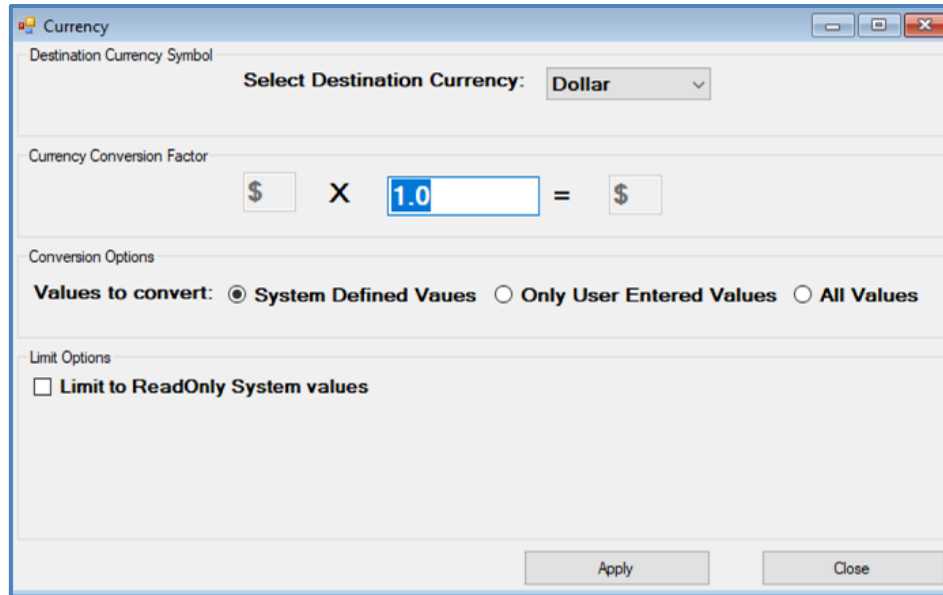 Currency
Destination Currency Symbol
Select Destination Currency: Dollar
Currency Conversion Factor
$ X 1.0 = $
Conversion Options
Values to convert: System Defined Vaues Only User Entered Values All Values
Limit Options
Limit to ReadOnly System values
Apply Close